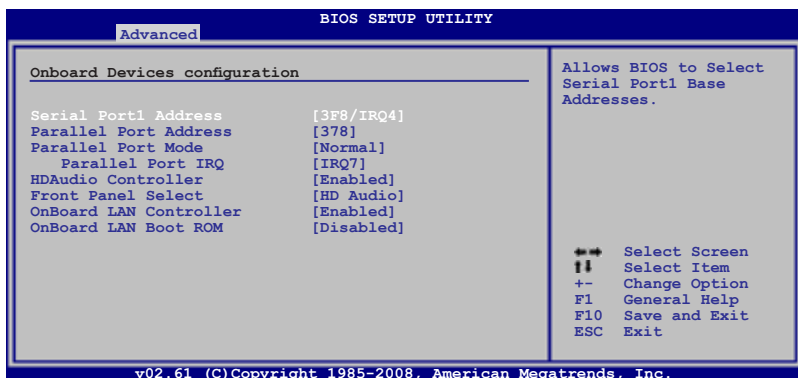 BIOS SETUP UTILITY
Advanced
Onboard Devices configuration
Serial Port1 Address [3F8/IRQ4]
Parallel Port Address [378]
Parallel Port Mode [Normal]
Parallel Port IRQ [IRQ7]
HDAudio Controller [Enabled]
Front Panel Select [HD Audio]
OnBoard LAN Controller [Enabled]
OnBoard LAN Boot ROM [Disabled]
Allows BIOS to Select
Serial Port1 Base
Addresses.
←→ Select Screen
↑↓ Select Item
+- Change Option
F1 General Help
F10 Save and Exit
ESC Exit
v02.61 (C)Copyright 1985-2008, American Megatrends, Inc.